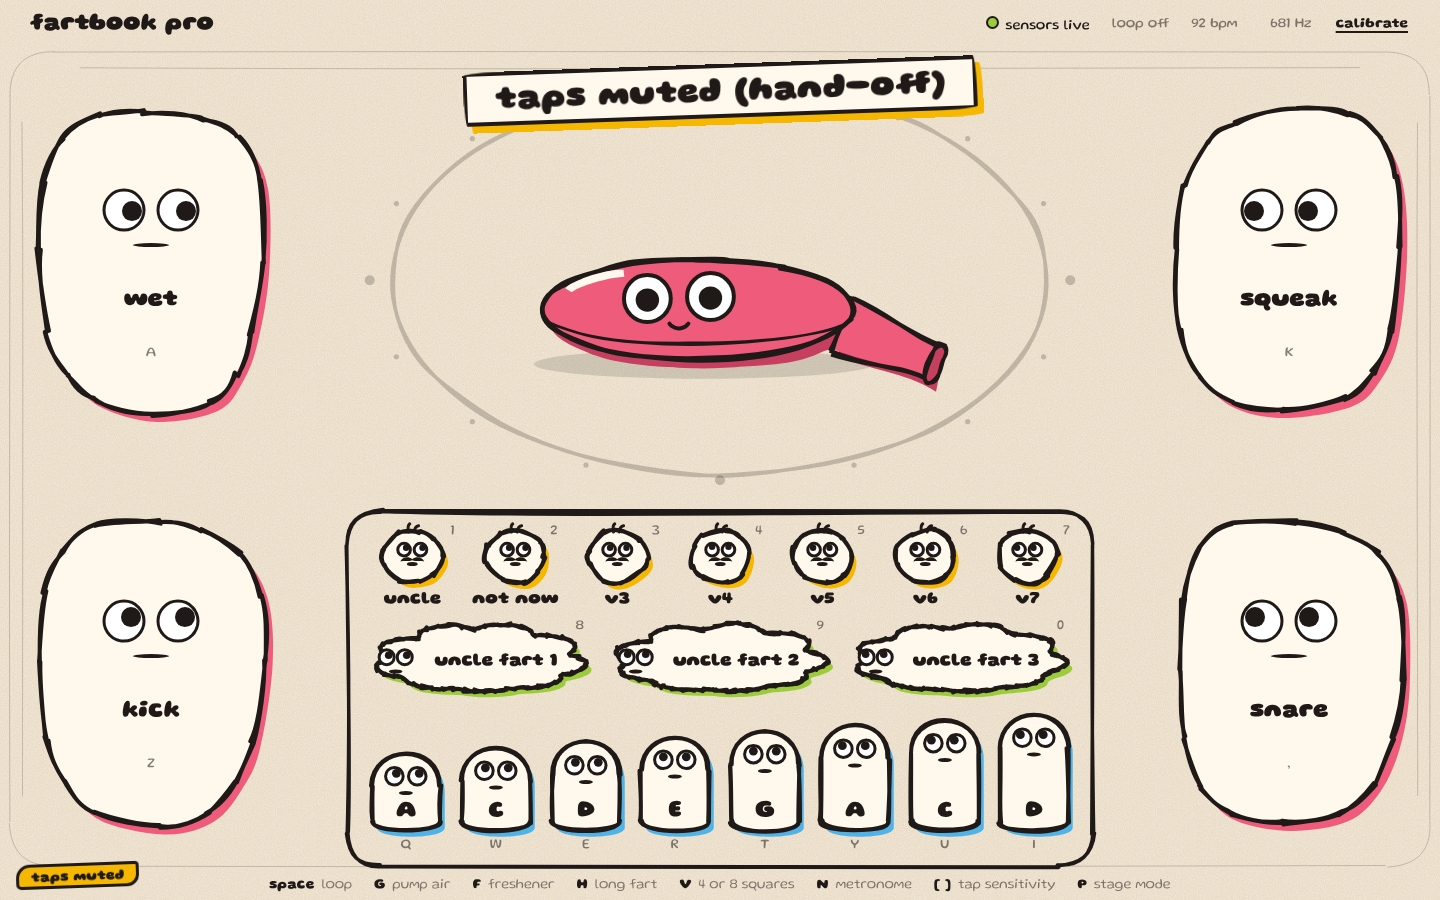 fartbook pro
sensors live loop off 92 bpm 681 Hz calibrate
taps muted (hand-off)
wet
A
squeak
K
kick
Z
snare
,
1 2 3 4 5 6 7
uncle not now v3 v4 v5 v6 v7
8 9 0
uncle fart 1 uncle fart 2 uncle fart 3
A C D E G A C D
Q W E R T Y U I
taps muted
space loop G pump air F freshener H long fart V 4 or 8 squares N metronome [ ] tap sensitivity P stage mode